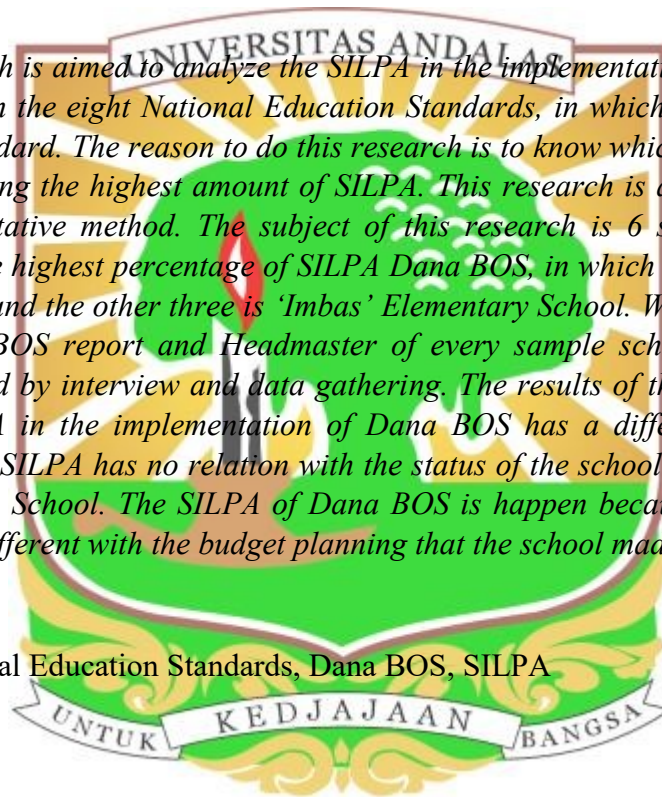 UNIVERSITAS ANDALAS
h is aimed to analyze the SILPA in the implementati
n the eight National Education Standards, in which
dard. The reason to do this research is to know whic
ng the highest amount of SILPA. This research is c
tative method. The subject of this research is 6 s
e highest percentage of SILPA Dana BOS, in which
und the other three is ‘Imbas’ Elementary School. W
BOS report and Headmaster of every sample sch
d by interview and data gathering. The results of th
A in the implementation of Dana BOS has a diffe
SILPA has no relation with the status of the school
School. The SILPA of Dana BOS is happen beca
fferent with the budget planning that the school mad
al Education Standards, Dana BOS, SILPA
UNTUK KEDJAJAAN BANGSA